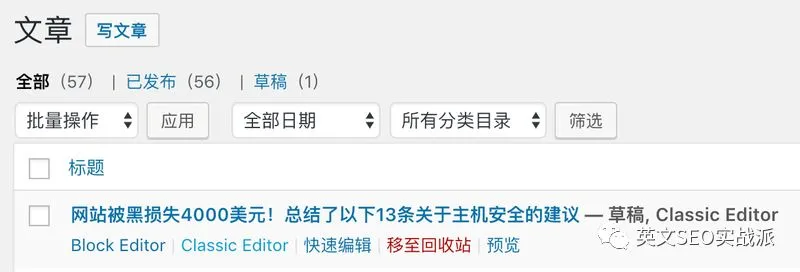 文章 写文章
全部 (57) | 已发布 (56) | 草稿 (1)
批量操作 应用 全部日期 所有分类目录 筛选
标题
网站被黑损失4000美元！总结了以下13条关于主机安全的建议 — 草稿, Classic Editor
Block Editor | Classic Editor | 快速编辑 | 移至回收站 | 预览
英文SEO实战派